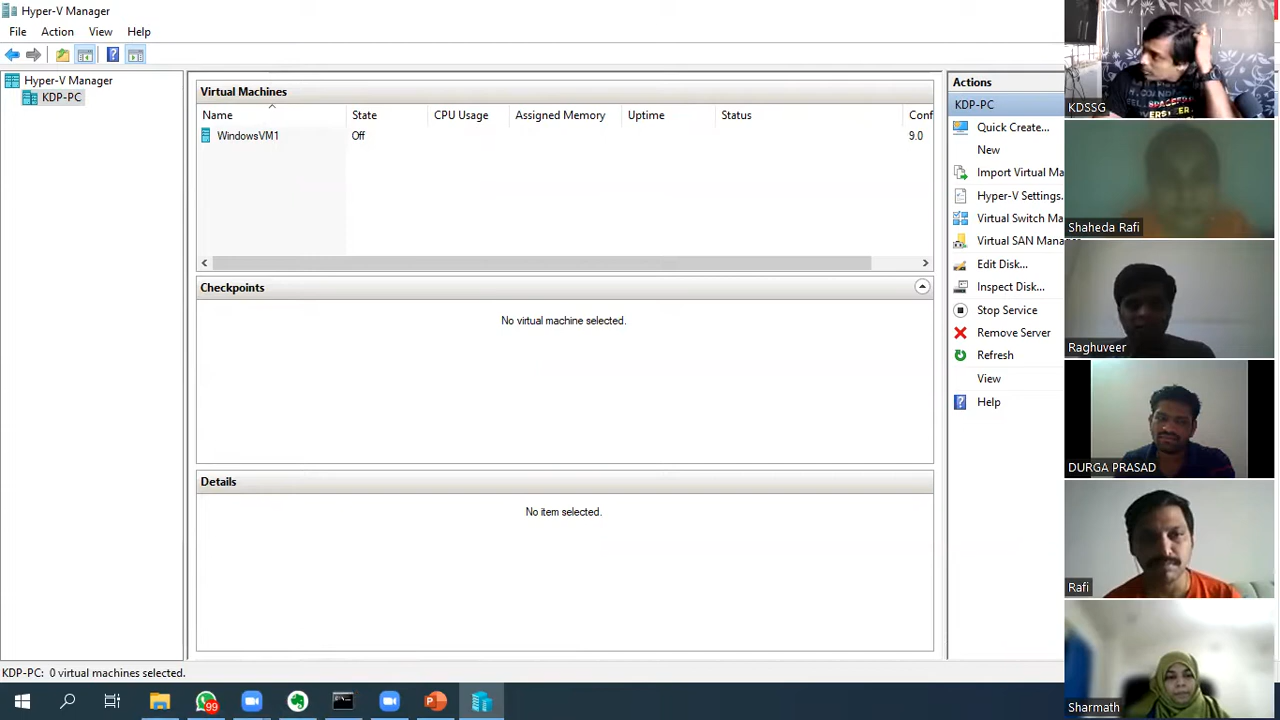 Hyper-V Manager
File Action View Help
Hyper-V Manager
KDP-PC
Virtual Machines
Name State CPU Usage Assigned Memory Uptime Status Conf
WindowsVM1 Off 9.0
Checkpoints
No virtual machine selected.
Details
No item selected.
Actions
KDP-PC
Quick Create...
New
Import Virtual Ma
Hyper-V Settings.
Virtual Switch Ma
Virtual SAN Manag
Edit Disk...
Inspect Disk...
Stop Service
Remove Server
Refresh
View
Help
KDSSG
Shaheda Rafi
Raghuveer
DURGA PRASAD
Rafi
Sharmath
KDP-PC: 0 virtual machines selected.
99